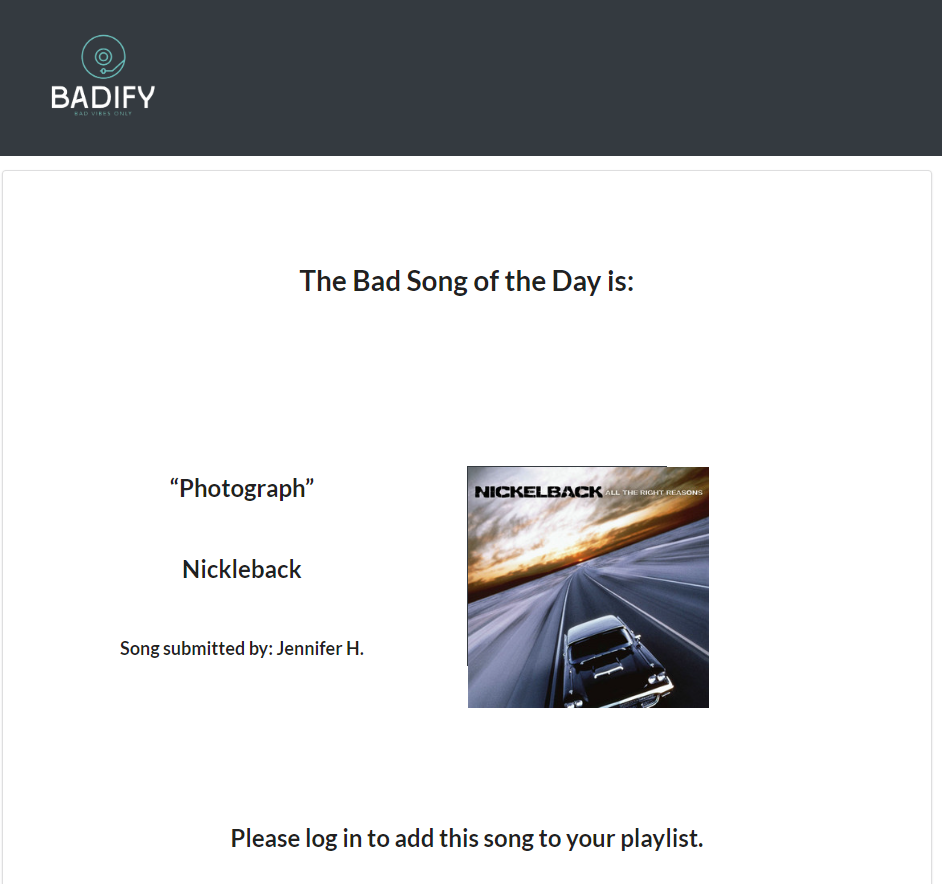 BADIFY
BAD VIBES ONLY
The Bad Song of the Day is:
“Photograph”
Nickleback
Song submitted by: Jennifer H.
NICKELBACK ALL THE RIGHT REASONS
Please log in to add this song to your playlist.